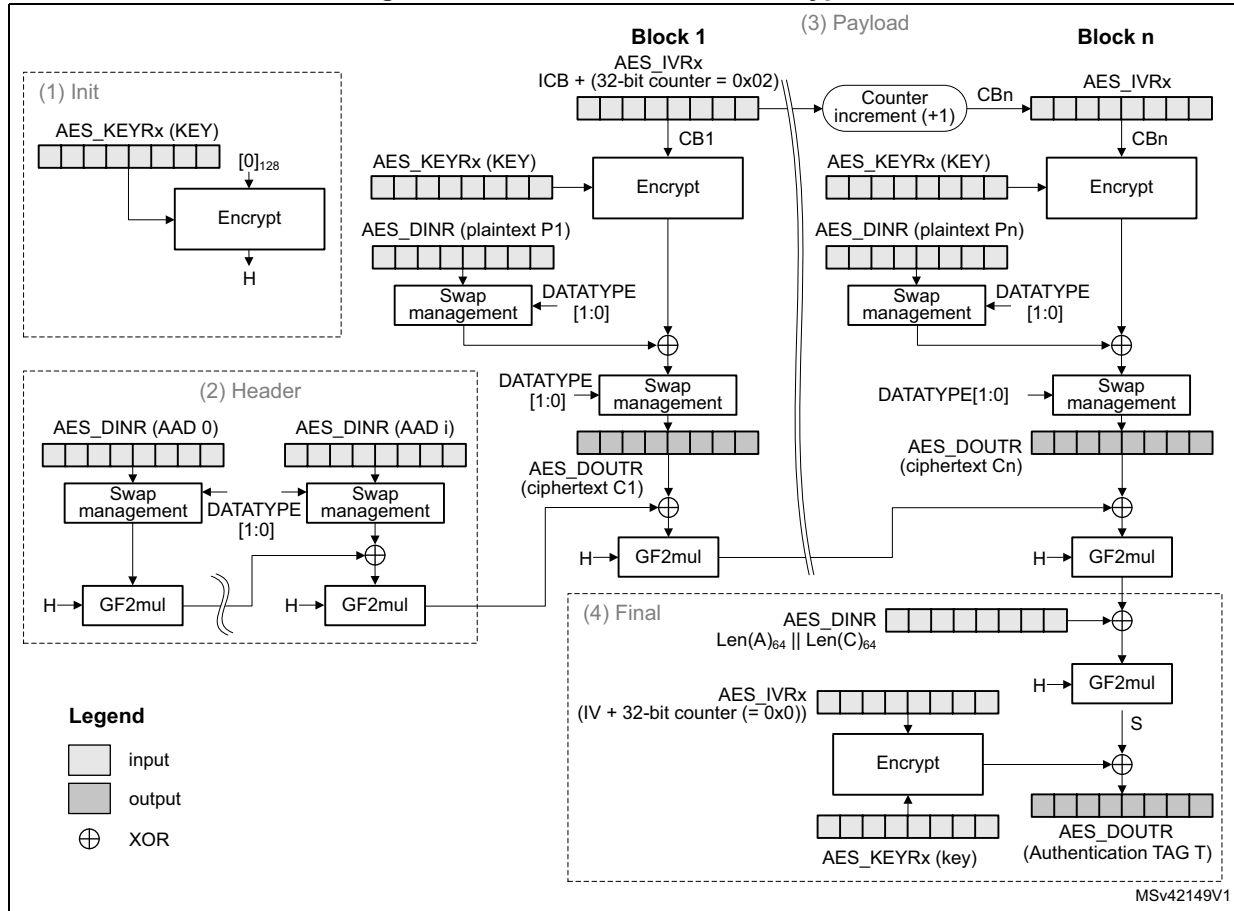 (3) Payload
Block 1
Block n
AES_IVRx
ICB + (32-bit counter = 0x02)
Counter
increment (+1)
CBn
AES_IVRx
CB1
CBn
(1) Init
AES_KEYRx (KEY)
[0]128
Encrypt
H
AES_KEYRx (KEY)
Encrypt
AES_KEYRx (KEY)
Encrypt
AES_DINR (plaintext P1)
Swap
management
DATATYPE
[1:0]
AES_DINR (plaintext Pn)
Swap
management
DATATYPE
[1:0]
DATATYPE
[1:0]
Swap
management
DATATYPE[1:0]
Swap
management
AES_DOUTR
(ciphertext C1)
AES_DOUTR
(ciphertext Cn)
H
GF2mul
H
GF2mul
(2) Header
AES_DINR (AAD 0)
AES_DINR (AAD i)
Swap
management
DATATYPE
[1:0]
Swap
management
H
GF2mul
H
GF2mul
(4) Final
AES_DINR
Len(A)64 || Len(C)64
H
GF2mul
S
AES_IVRx
(IV + 32-bit counter (= 0x0))
Encrypt
AES_KEYRx (key)
AES_DOUTR
(Authentication TAG T)
Legend
input
output
XOR
MSv42149V1